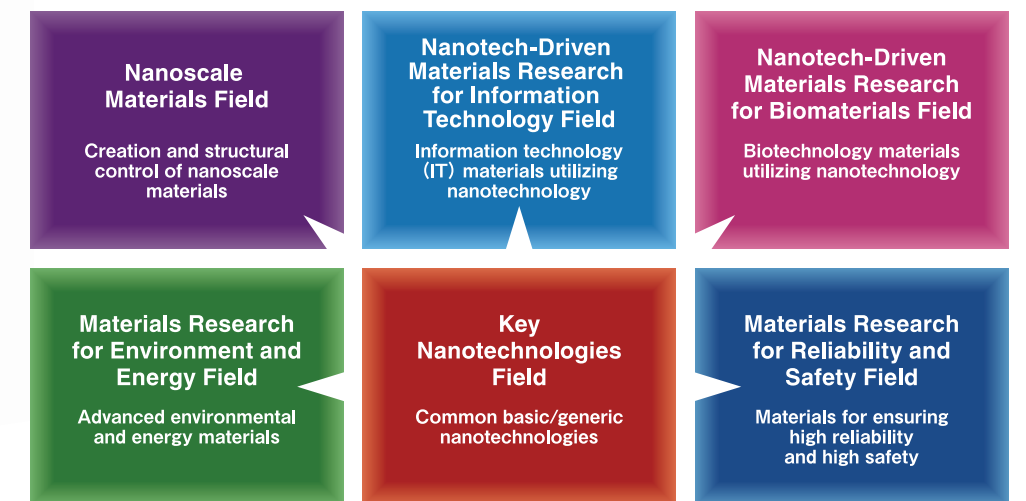 Nanoscale
Materials Field
Creation and structural
control of nanoscale
materials
Nanotech-Driven
Materials Research
for Information
Technology Field
Information technology
（IT） materials utilizing
nanotechnology
Nanotech-Driven
Materials Research
for Biomaterials Field
Biotechnology materials
utilizing nanotechnology
Materials Research
for Environment and
Energy Field
Advanced environmental
and energy materials
Key
Nanotechnologies
Field
Common basic/generic
nanotechnologies
Materials Research
for Reliability and
Safety Field
Materials for ensuring
high reliability
and high safety